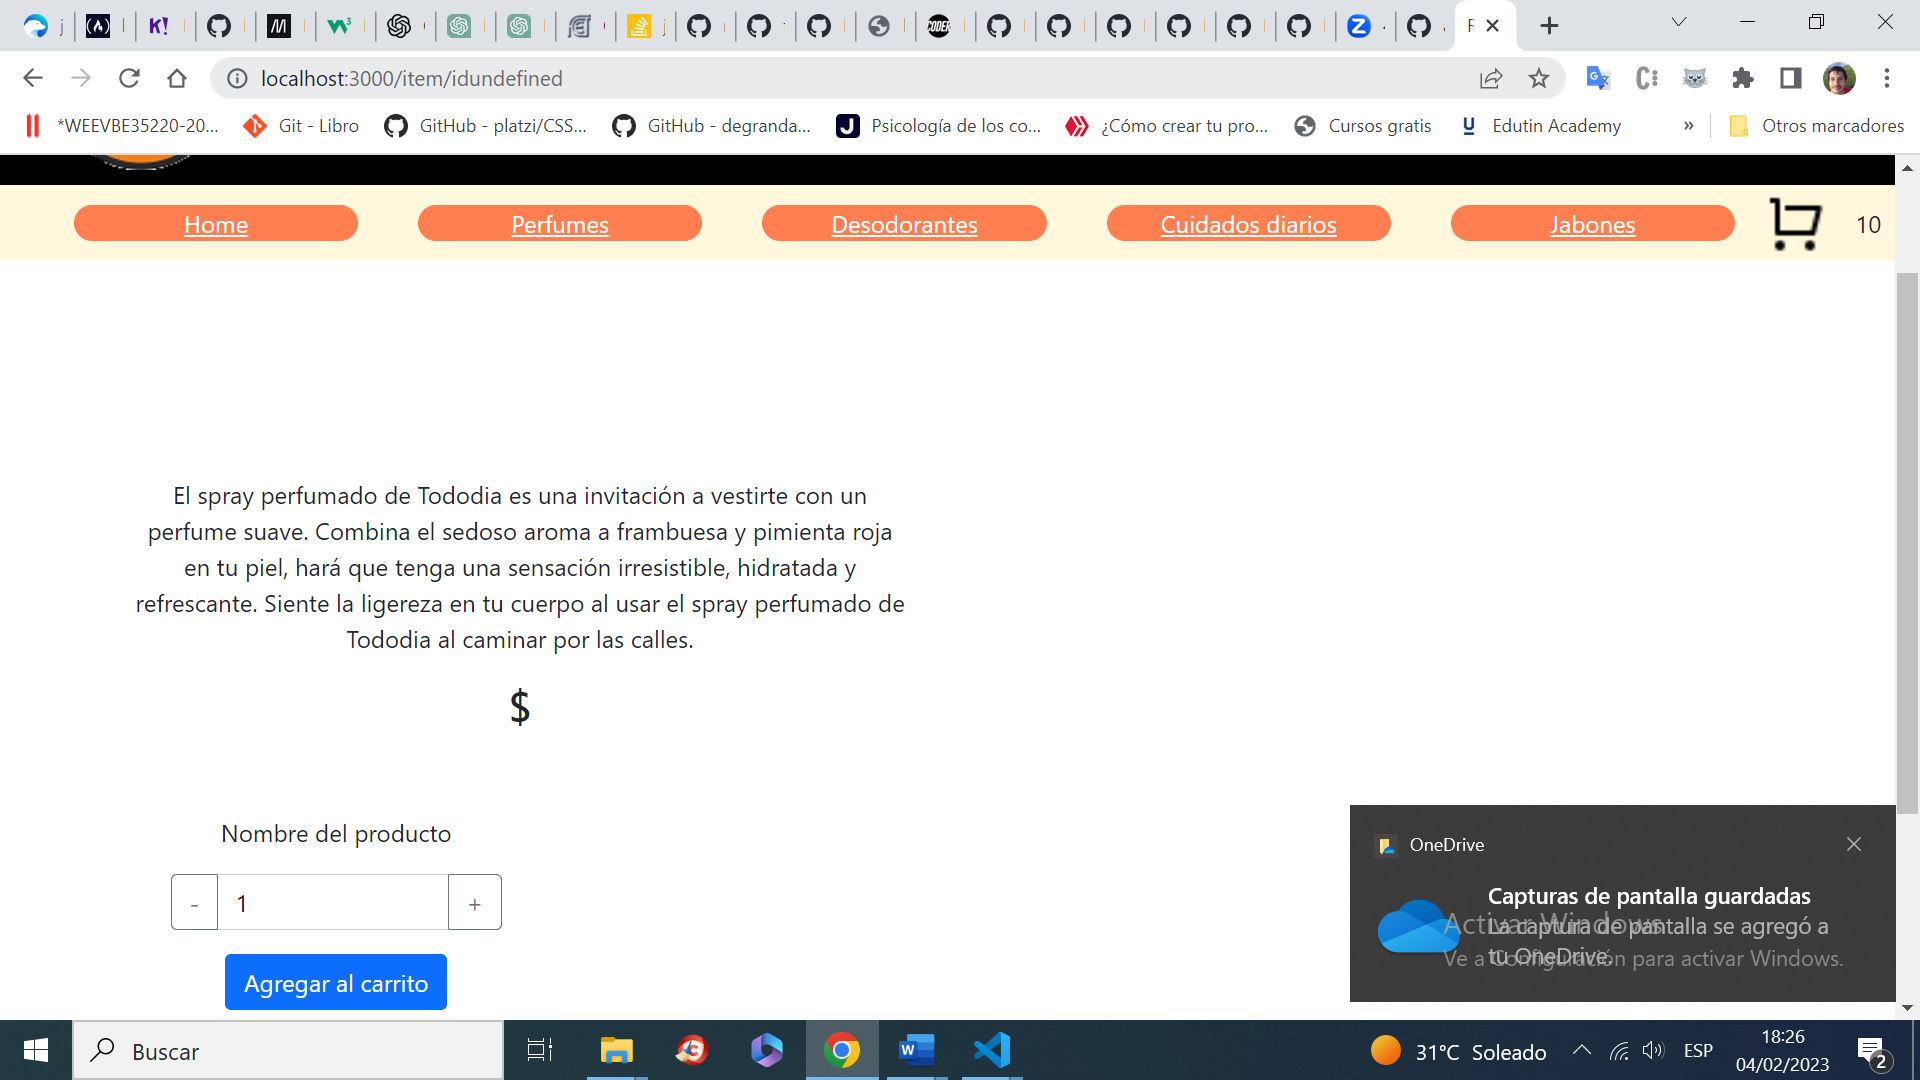 localhost:3000/item/idundefined
*WEEVBE35220-20... Git - Libro GitHub - platzi/CSS... GitHub - degranda... Psicología de los co... ¿Cómo crear tu pro... Cursos gratis Edutin Academy » Otros marcadores
Home Perfumes Desodorantes Cuidados diarios Jabones 10
El spray perfumado de Tododia es una invitación a vestirte con un
perfume suave. Combina el sedoso aroma a frambuesa y pimienta roja
en tu piel, hará que tenga una sensación irresistible, hidratada y
refrescante. Siente la ligereza en tu cuerpo al usar el spray perfumado de
Tododia al caminar por las calles.
$
Nombre del producto
- 1 +
Agregar al carrito
OneDrive
Capturas de pantalla guardadas
La captura de pantalla se agregó a
tu OneDrive.
Activar Windows
Ve a Configuración para activar Windows.
Buscar
31°C Soleado
ESP
18:26
04/02/2023
2